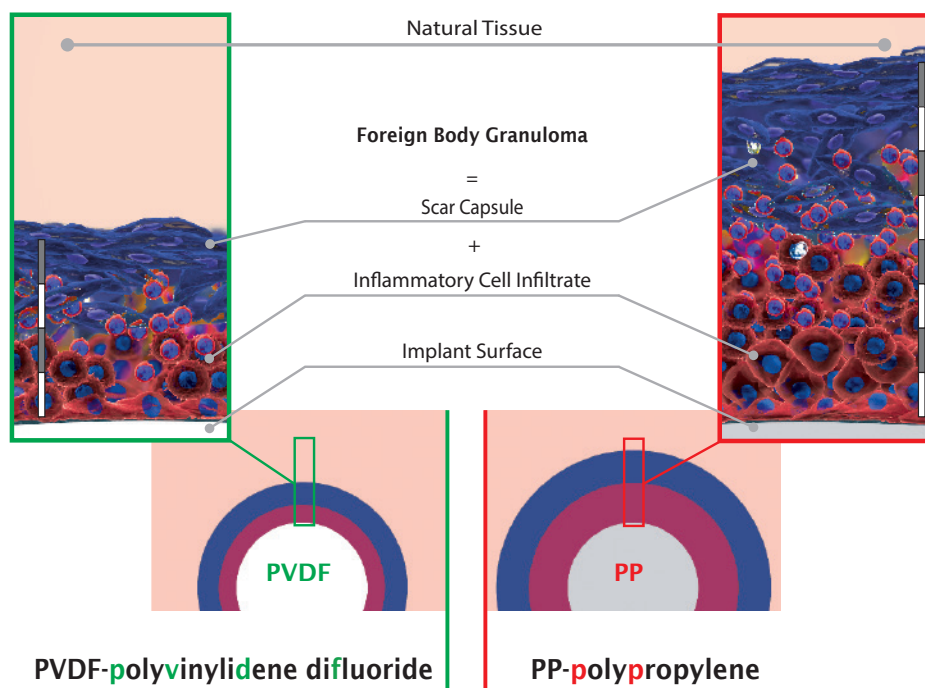 Natural Tissue
Foreign Body Granuloma
=
Scar Capsule
+
Inflammatory Cell Infiltrate
Implant Surface
PVDF
PP
PVDF-polyvinylidene difluoride
PP-polypropylene